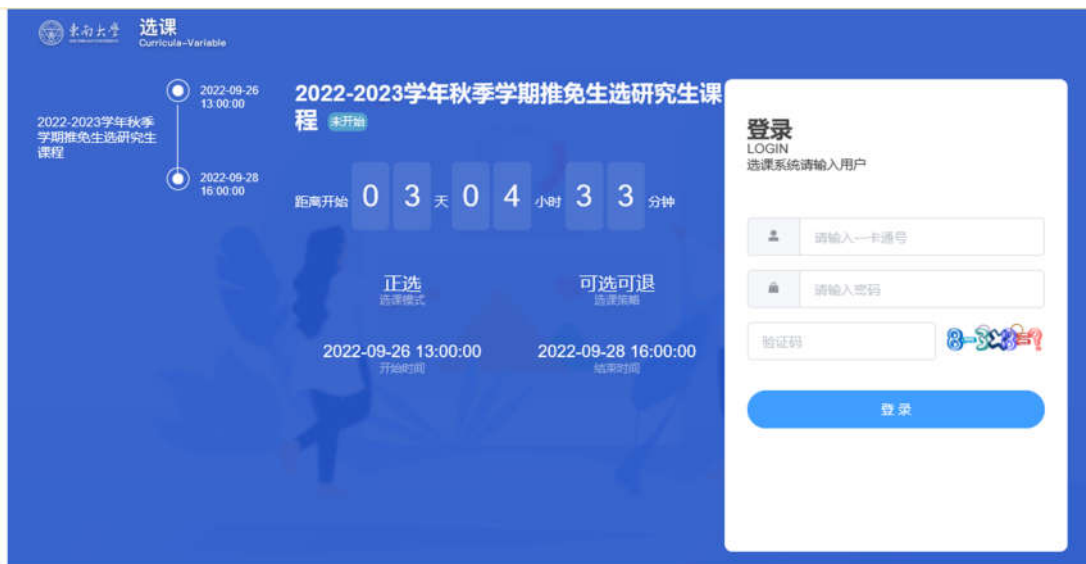 東南大學
选课
Curricula-Variable
2022-2023学年秋季
学期推免生选研究生
课程
2022-09-26
13:00:00
2022-09-28
16:00:00
2022-2023学年秋季学期推免生选研究生课
程 未开始
距离开始 0 3 天 0 4 小时 3 3 分钟
正选
选课模式
可选可退
选课策略
2022-09-26 13:00:00
开始时间
2022-09-28 16:00:00
结束时间
登录
LOGIN
选课系统请输入用户
请输入一卡通号
请输入密码
验证码
登 录